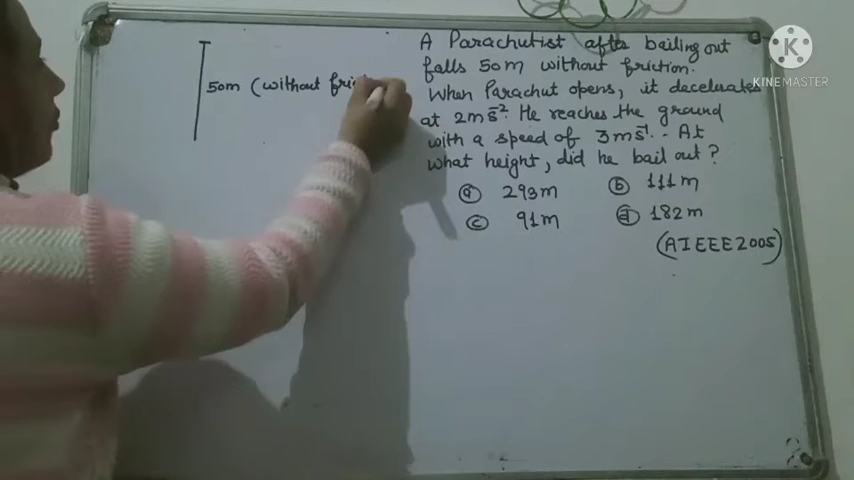 50m (without fri
A Parachutist after bailing out
falls 50m without friction.
When Parachut opens, it decelerates
at 2ms⁻². He reaches the ground
with a speed of 3ms⁻¹. At
what height, did he bail out?
ⓐ 293m ⓑ 111m
ⓒ 91m ⓓ 182m
(AIEEE2005)
K
KINEMASTER